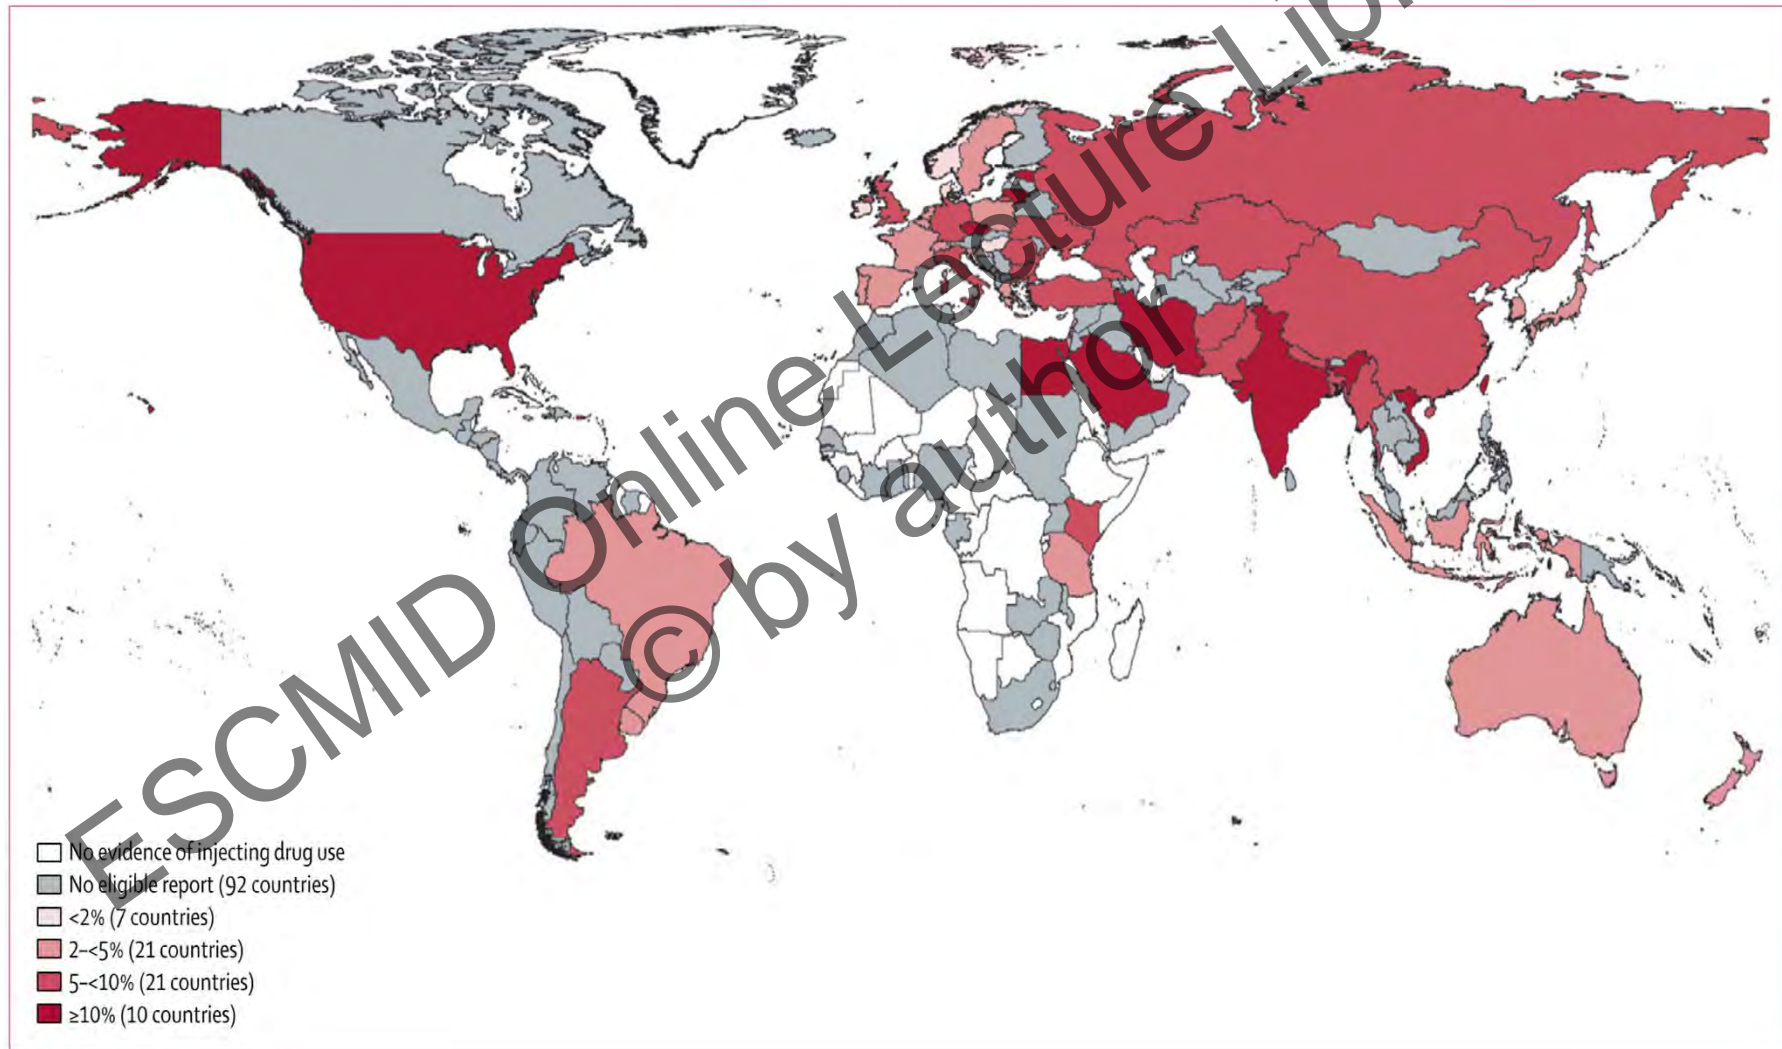 ESCMID Online Lecture Libr
© by author
No evidence of injecting drug use
No eligible report (92 countries)
<2% (7 countries)
2–<5% (21 countries)
5–<10% (21 countries)
≥10% (10 countries)